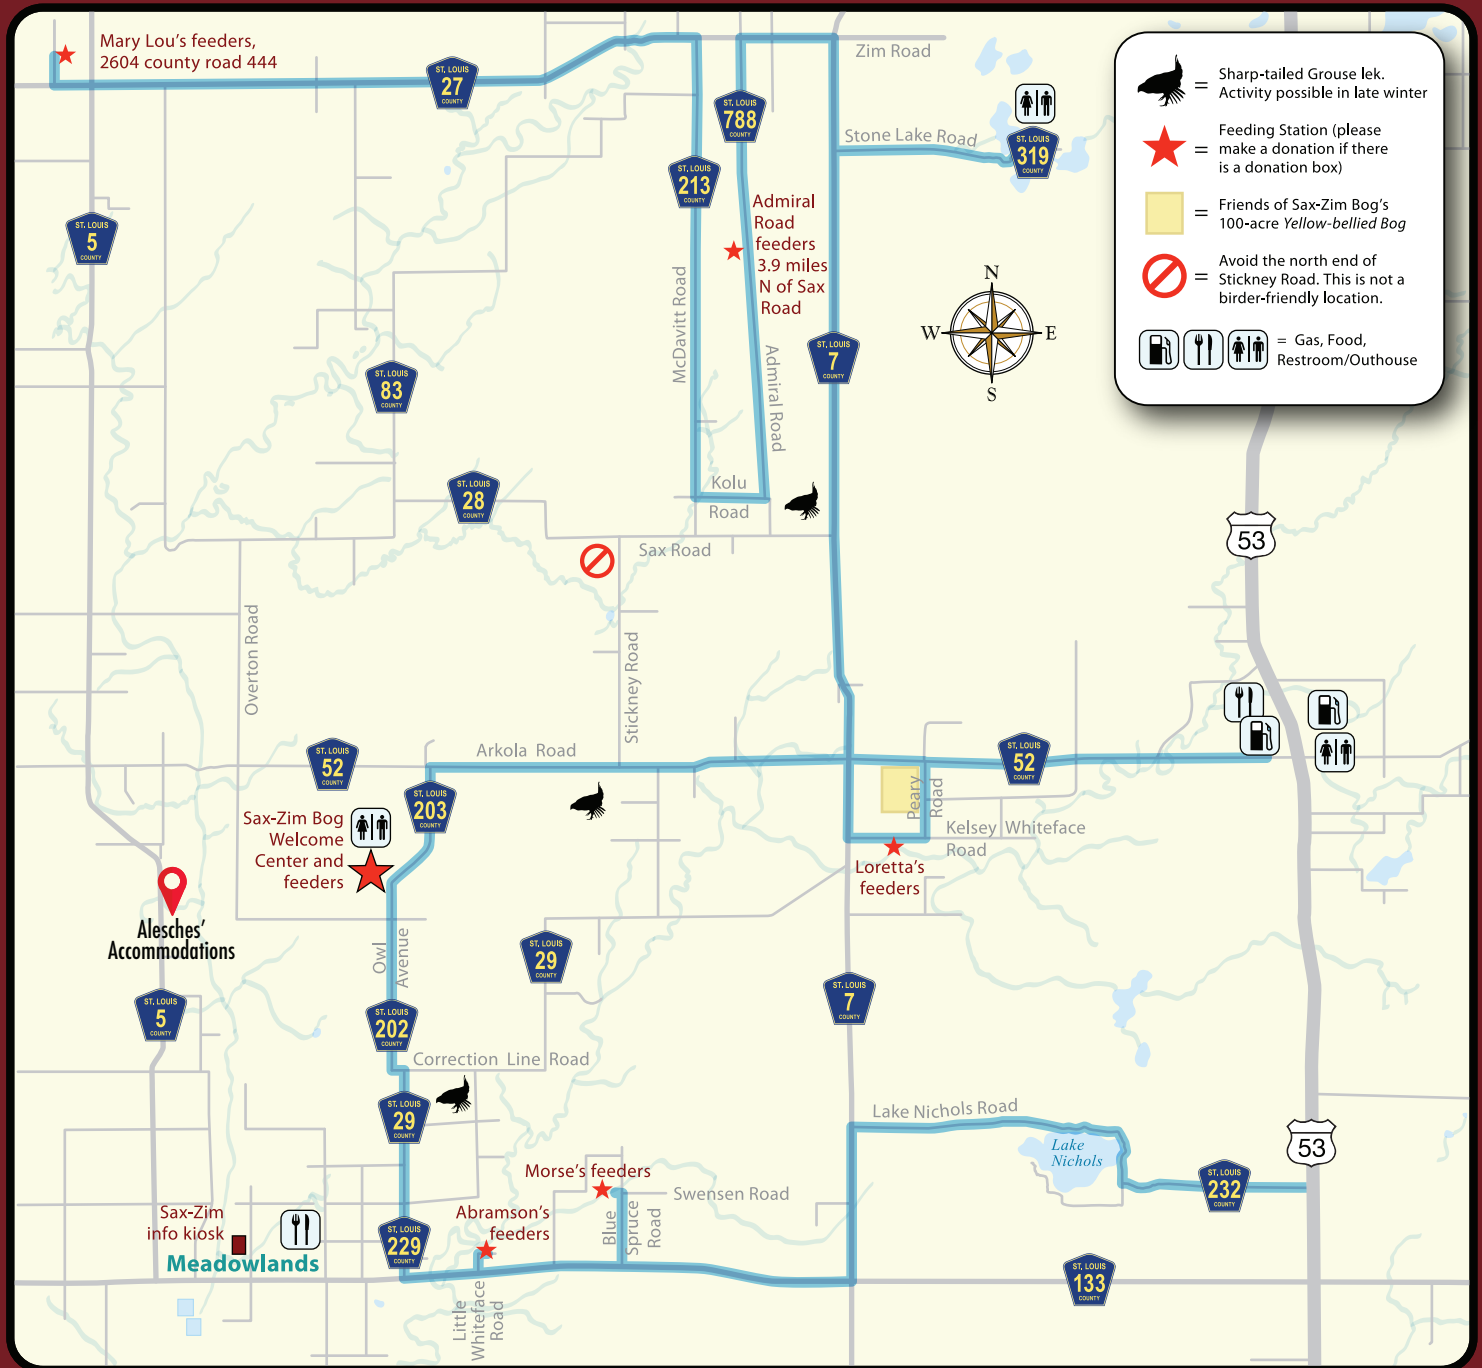 Mary Lou's feeders,
2604 county road 444
ST. LOUIS
27
COUNTY
ST. LOUIS
788
COUNTY
Zim Road
Stone Lake Road
ST. LOUIS
319
COUNTY
ST. LOUIS
213
COUNTY
ST. LOUIS
5
COUNTY
Admiral
Road
feeders
3.9 miles
N of Sax
Road
McDavitt Road
Admiral Road
ST. LOUIS
7
COUNTY
N
W
E
S
Sharp-tailed Grouse lek.
= Activity possible in late winter
Feeding Station (please
= make a donation if there
is a donation box)
= Friends of Sax-Zim Bog's
100-acre Yellow-bellied Bog
Avoid the north end of
= Stickney Road. This is not a
birder-friendly location.
= Gas, Food,
Restroom/Outhouse
ST. LOUIS
83
COUNTY
ST. LOUIS
28
COUNTY
Kolu
Road
Sax Road
53
Overton Road
Stickney Road
Arkola Road
ST. LOUIS
52
COUNTY
ST. LOUIS
203
COUNTY
ST. LOUIS
52
COUNTY
Peary
Road
Kelsey Whiteface
Road
Loretta's
feeders
Sax-Zim Bog
Welcome
Center and
feeders
Alesches'
Accommodations
Owl
Avenue
ST. LOUIS
29
COUNTY
ST. LOUIS
5
COUNTY
ST. LOUIS
202
COUNTY
ST. LOUIS
7
COUNTY
Correction Line Road
ST. LOUIS
29
COUNTY
Lake Nichols Road
Lake
Nichols
53
ST. LOUIS
232
COUNTY
Morse's feeders
Swensen Road
Blue
Spruce
Road
Abramson's
feeders
Sax-Zim
info kiosk
Meadowlands
ST. LOUIS
229
COUNTY
Little
Whiteface
Road
ST. LOUIS
133
COUNTY